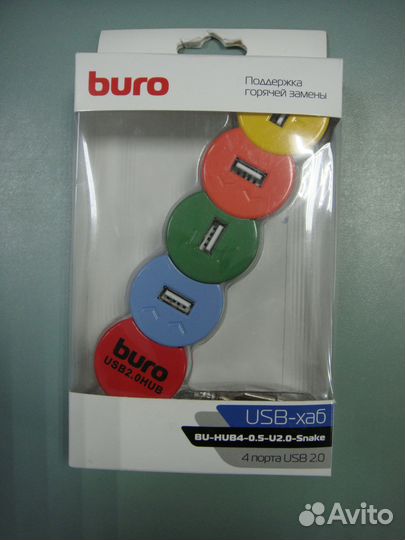 buro
Поддержка
горячей замены
buro
USB2.0HUB
USB-хаб
BU-HUB4-0.5-U2.0-Snake
4 порта USB 2.0
Avito